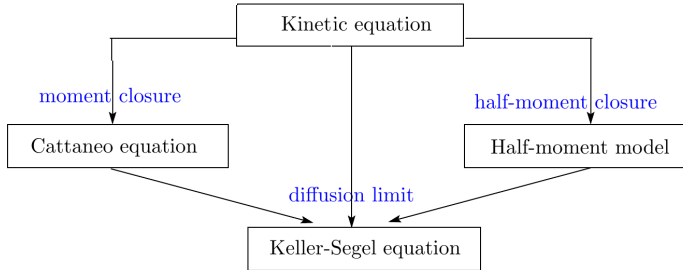 Kinetic equation
moment closure
half-moment closure
Cattaneo equation
Half-moment model
diffusion limit
Keller-Segel equation